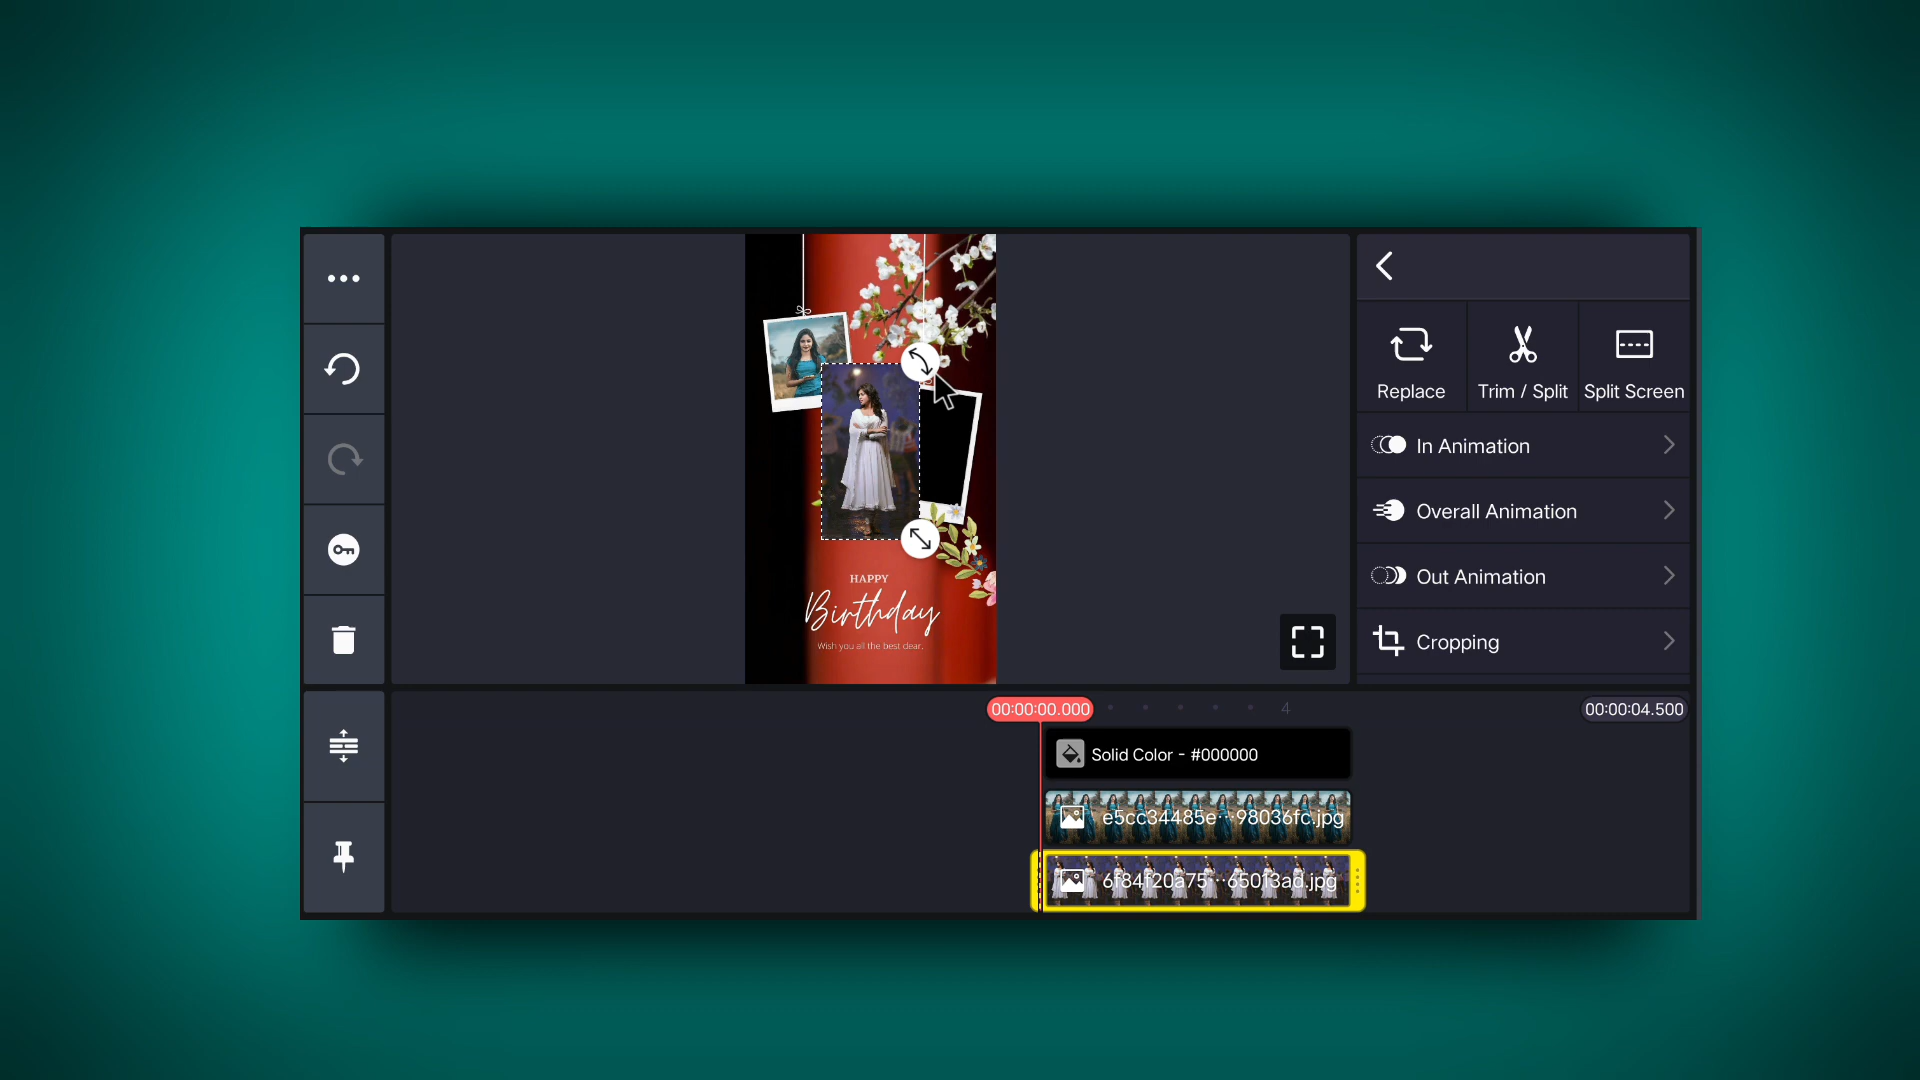 Replace
Trim / Split
Split Screen
In Animation
Overall Animation
Out Animation
Cropping
HAPPY
Birthday
Wish you all the best dear.
00:00:00.000
4
00:00:04.500
Solid Color - #000000
e5cc34485e···98036fc.jpg
6f84f20a75···65013ad.jpg